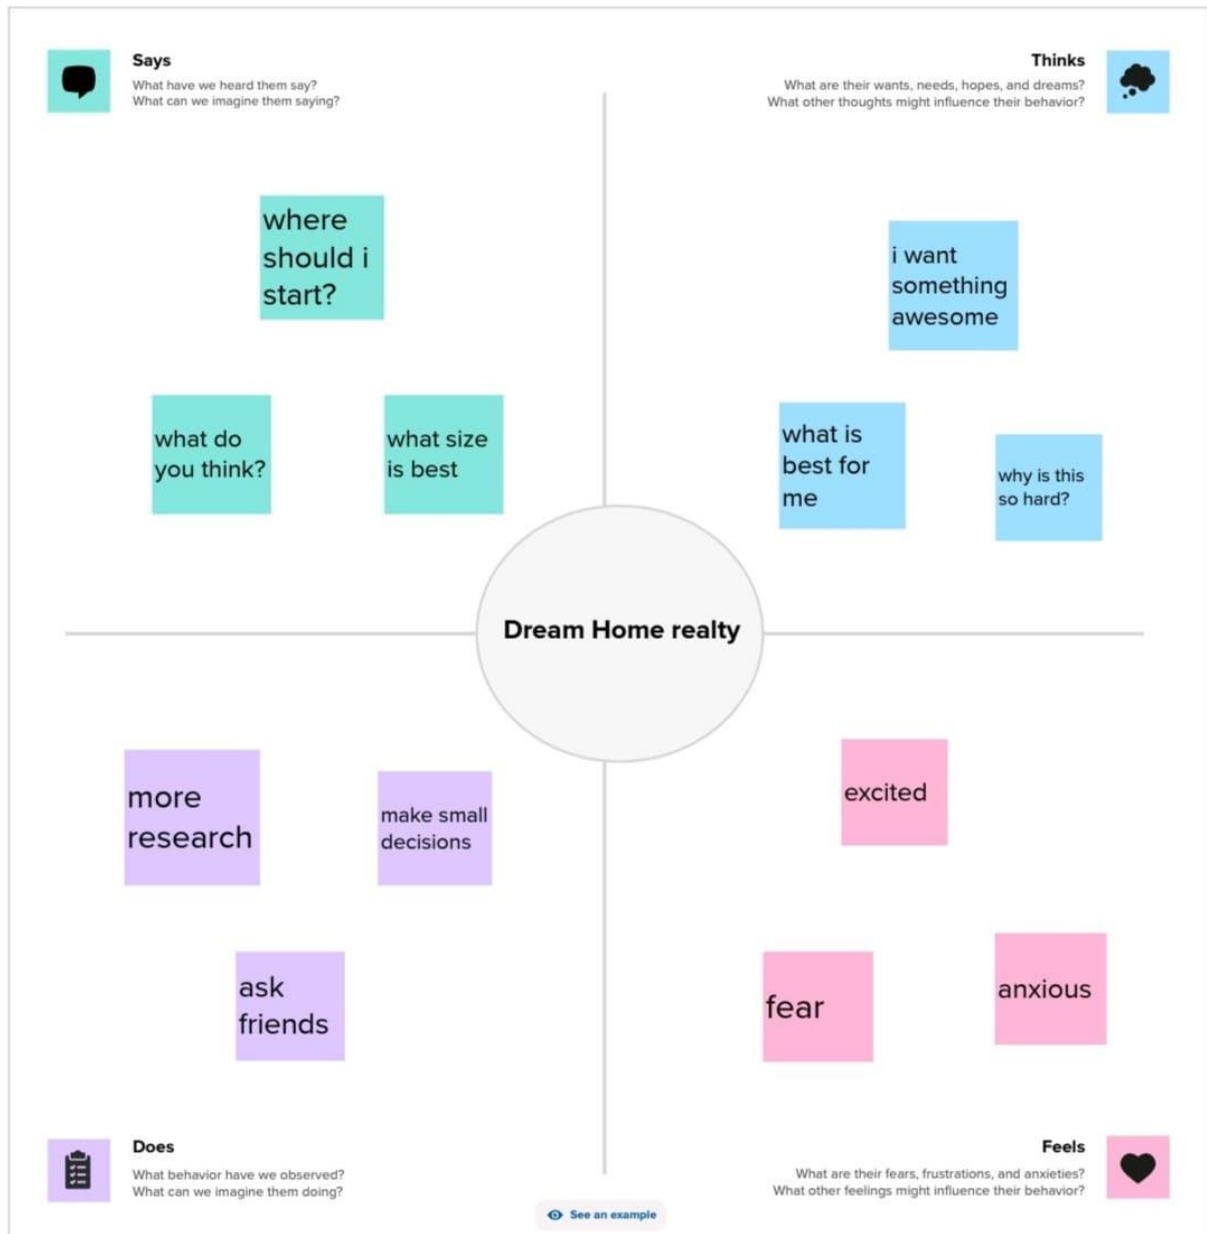 Says
What have we heard them say?
What can we imagine them saying?
Thinks
What are their wants, needs, hopes, and dreams?
What other thoughts might influence their behavior?
where
should i
start?
what do
you think?
what size
is best
i want
something
awesome
what is
best for
me
why is this
so hard?
Dream Home realty
more
research
make small
decisions
ask
friends
excited
fear
anxious
Does
What behavior have we observed?
What can we imagine them doing?
Feels
What are their fears, frustrations, and anxieties?
What other feelings might influence their behavior?
See an example